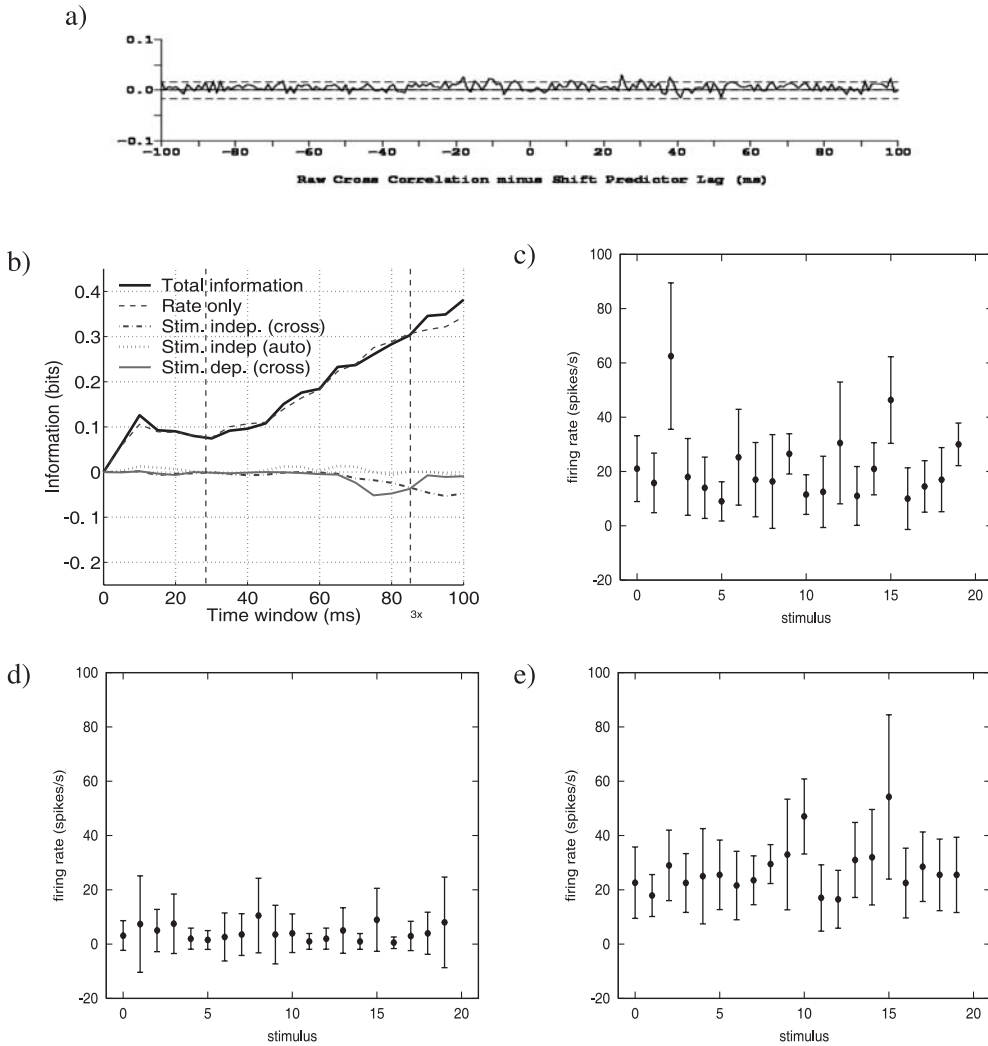 a)
0.1
0.0
-0.1
-100 -80 -60 -40 -20 0 20 40 60 80 100
Raw Cross Correlation minus Shift Predictor Lag (ms)
b)
Total information
Rate only
Stim. indep. (cross)
Stim. indep (auto)
Stim. dep. (cross)
Information (bits)
0.4
0.3
0.2
0.1
0
-0.1
-0.2
0 20 40 60 80 100
Time window (ms)
3x
c)
firing rate (spikes/s)
100
80
60
40
20
0
-20
0 5 10 15 20
stimulus
d)
firing rate (spikes/s)
100
80
60
40
20
0
-20
0 5 10 15 20
stimulus
e)
firing rate (spikes/s)
100
80
60
40
20
0
-20
0 5 10 15 20
stimulus